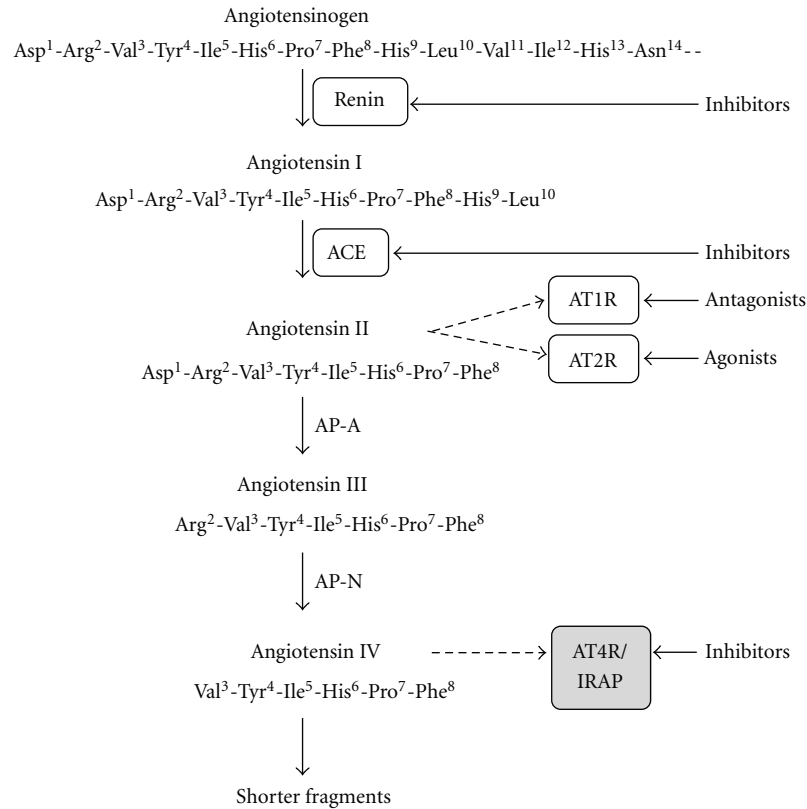 Angiotensinogen
Asp¹-Arg²-Val³-Tyr⁴-Ile⁵-His⁶-Pro⁷-Phe⁸-His⁹-Leu¹⁰-Val¹¹-Ile¹²-His¹³-Asn¹⁴--
Renin
Inhibitors
Angiotensin I
Asp¹-Arg²-Val³-Tyr⁴-Ile⁵-His⁶-Pro⁷-Phe⁸-His⁹-Leu¹⁰
ACE
Inhibitors
AT1R
Antagonists
Angiotensin II
AT2R
Agonists
Asp¹-Arg²-Val³-Tyr⁴-Ile⁵-His⁶-Pro⁷-Phe⁸
AP-A
Angiotensin III
Arg²-Val³-Tyr⁴-Ile⁵-His⁶-Pro⁷-Phe⁸
AP-N
Angiotensin IV
AT4R/
IRAP
Inhibitors
Val³-Tyr⁴-Ile⁵-His⁶-Pro⁷-Phe⁸
Shorter fragments